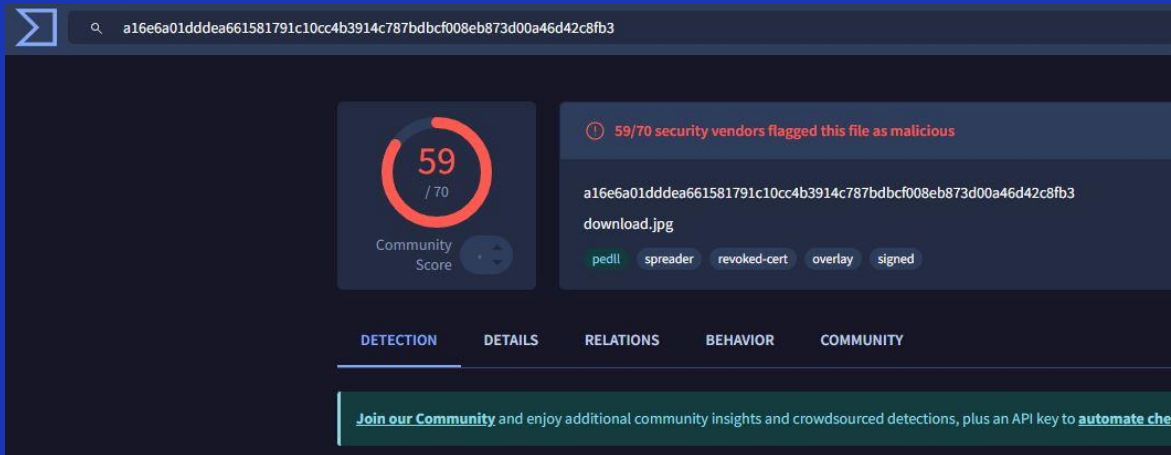 a16e6a01dddea661581791c10cc4b3914c787bdbcf008eb873d00a46d42c8fb3
59
/ 70
Community
Score
59/70 security vendors flagged this file as malicious
a16e6a01dddea661581791c10cc4b3914c787bdbcf008eb873d00a46d42c8fb3
download.jpg
pedll spreader revoked-cert overlay signed
DETECTION DETAILS RELATIONS BEHAVIOR COMMUNITY
Join our Community and enjoy additional community insights and crowdsourced detections, plus an API key to automate che